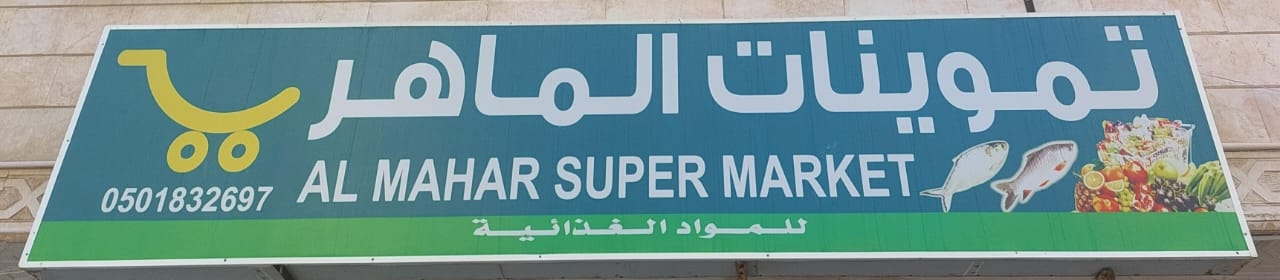 تموينات الماهر
AL MAHAR SUPER MARKET
0501832697
للمواد الغذائية